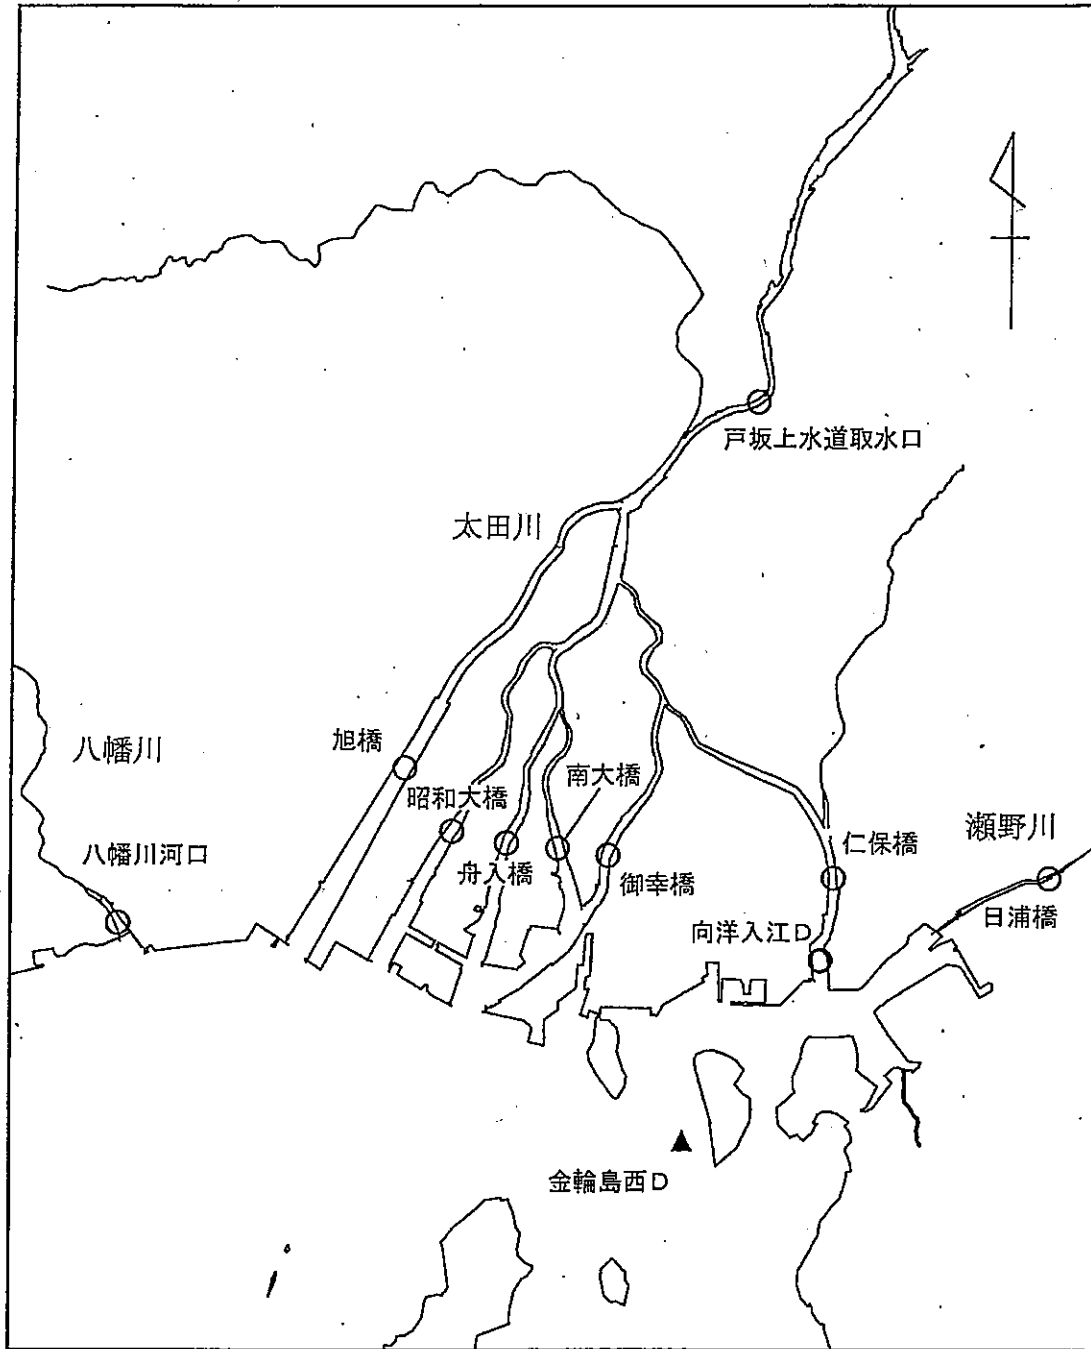 戸坂上水道取水口
太田川
八幡川
旭橋
昭和大橋
南大橋
瀬野川
八幡川河口
舟入橋
御幸橋
仁保橋
日浦橋
向洋入江D
金輪島西D